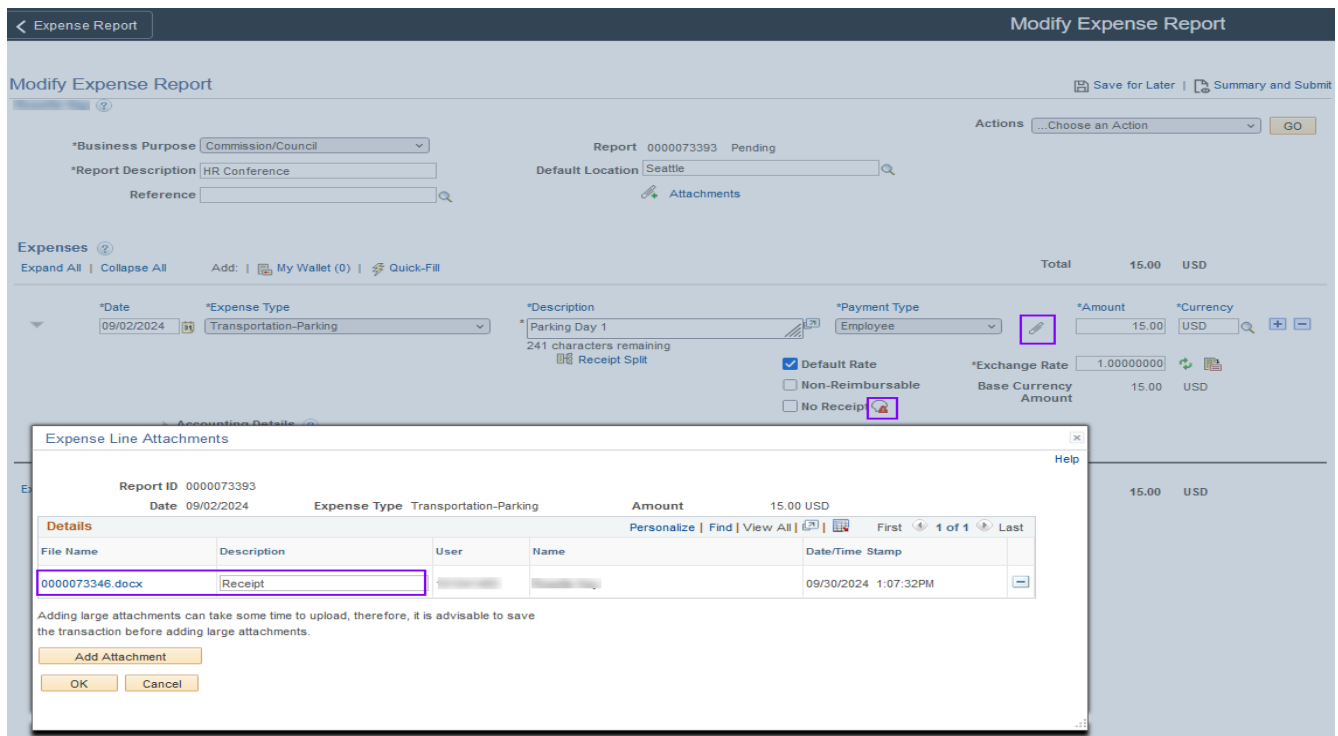 Expense Report Modify Expense Report
Modify Expense Report
Save for Later | Summary and Submit
Actions ...Choose an Action GO
*Business Purpose Commission/Council Report 0000073393 Pending
*Report Description HR Conference Default Location Seattle
Reference Attachments
Expenses
Expand All | Collapse All Add: | My Wallet (0) | Quick-Fill Total 15.00 USD
*Date *Expense Type *Description *Payment Type *Amount *Currency
09/02/2024 Transportation-Parking * Parking Day 1 Employee 15.00 USD
241 characters remaining
Receipt Split Default Rate *Exchange Rate 1.00000000
Non-Reimbursable Base Currency Amount 15.00 USD
No Receipt
Accounting Details
Expense Line Attachments
Help
Report ID 0000073393
Date 09/02/2024 Expense Type Transportation-Parking Amount 15.00 USD
15.00 USD
Details Personalize | Find | View All | | First 1 of 1 Last
File Name Description User Name Date/Time Stamp
0000073346.docx Receipt 09/30/2024 1:07:32PM
Adding large attachments can take some time to upload, therefore, it is advisable to save
the transaction before adding large attachments.
Add Attachment
OK Cancel